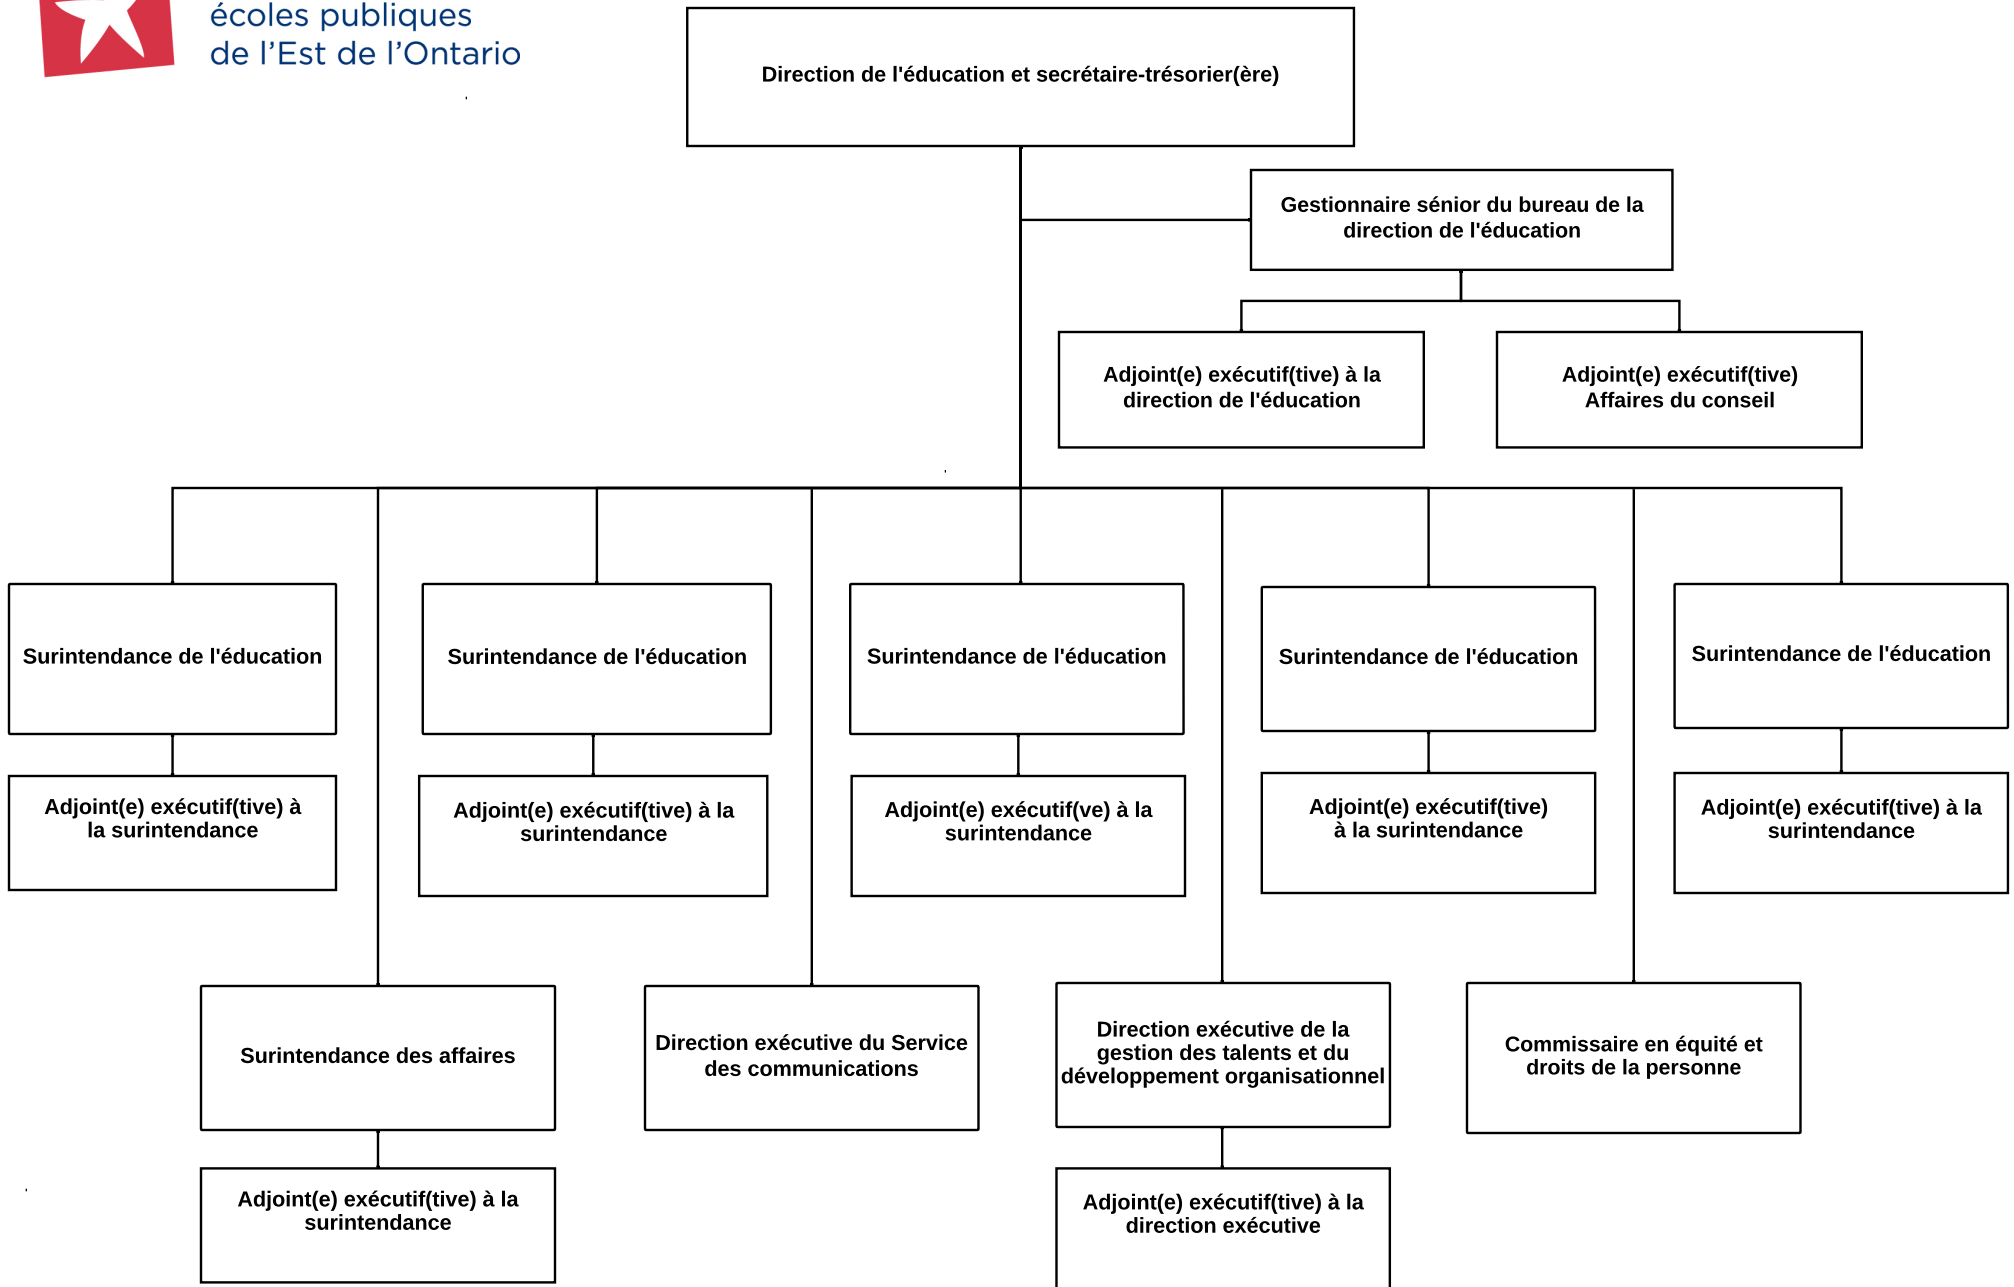 écoles publiques
de l'Est de l'Ontario
Direction de l'éducation et secrétaire-trésorier(ère)
Gestionnaire sénior du bureau de la
direction de l'éducation
Adjoint(e) exécutif(tive) à la
direction de l'éducation
Adjoint(e) exécutif(tive)
Affaires du conseil
Surintendance de l'éducation
Surintendance de l'éducation
Surintendance de l'éducation
Surintendance de l'éducation
Surintendance de l'éducation
Adjoint(e) exécutif(tive) à
la surintendance
Adjoint(e) exécutif(tive) à la
surintendance
Adjoint(e) exécutif(ve) à la
surintendance
Adjoint(e) exécutif(tive)
à la surintendance
Adjoint(e) exécutif(tive) à la
surintendance
Surintendance des affaires
Direction exécutive du Service
des communications
Direction exécutive de la
gestion des talents et du
développement organisationnel
Commissaire en équité et
droits de la personne
Adjoint(e) exécutif(tive) à la
surintendance
Adjoint(e) exécutif(tive) à la
direction exécutive